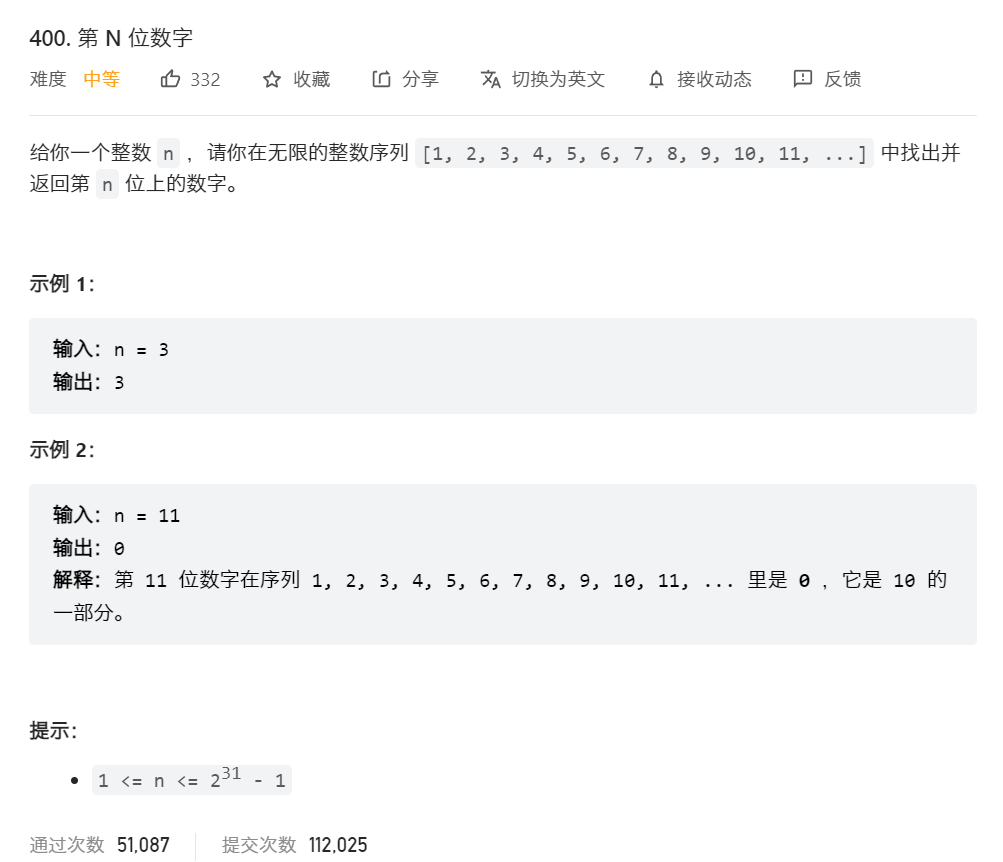 400. 第 N 位数字
难度 中等 332 收藏 分享 切换为英文 接收动态 反馈
给你一个整数 n ，请你在无限的整数序列 [1, 2, 3, 4, 5, 6, 7, 8, 9, 10, 11, ...] 中找出并
返回第 n 位上的数字。
示例 1：
输入：n = 3
输出：3
示例 2：
输入：n = 11
输出：0
解释：第 11 位数字在序列 1, 2, 3, 4, 5, 6, 7, 8, 9, 10, 11, ... 里是 0 ，它是 10 的
一部分。
提示：
1 <= n <= 2³¹ - 1
通过次数 51,087 提交次数 112,025